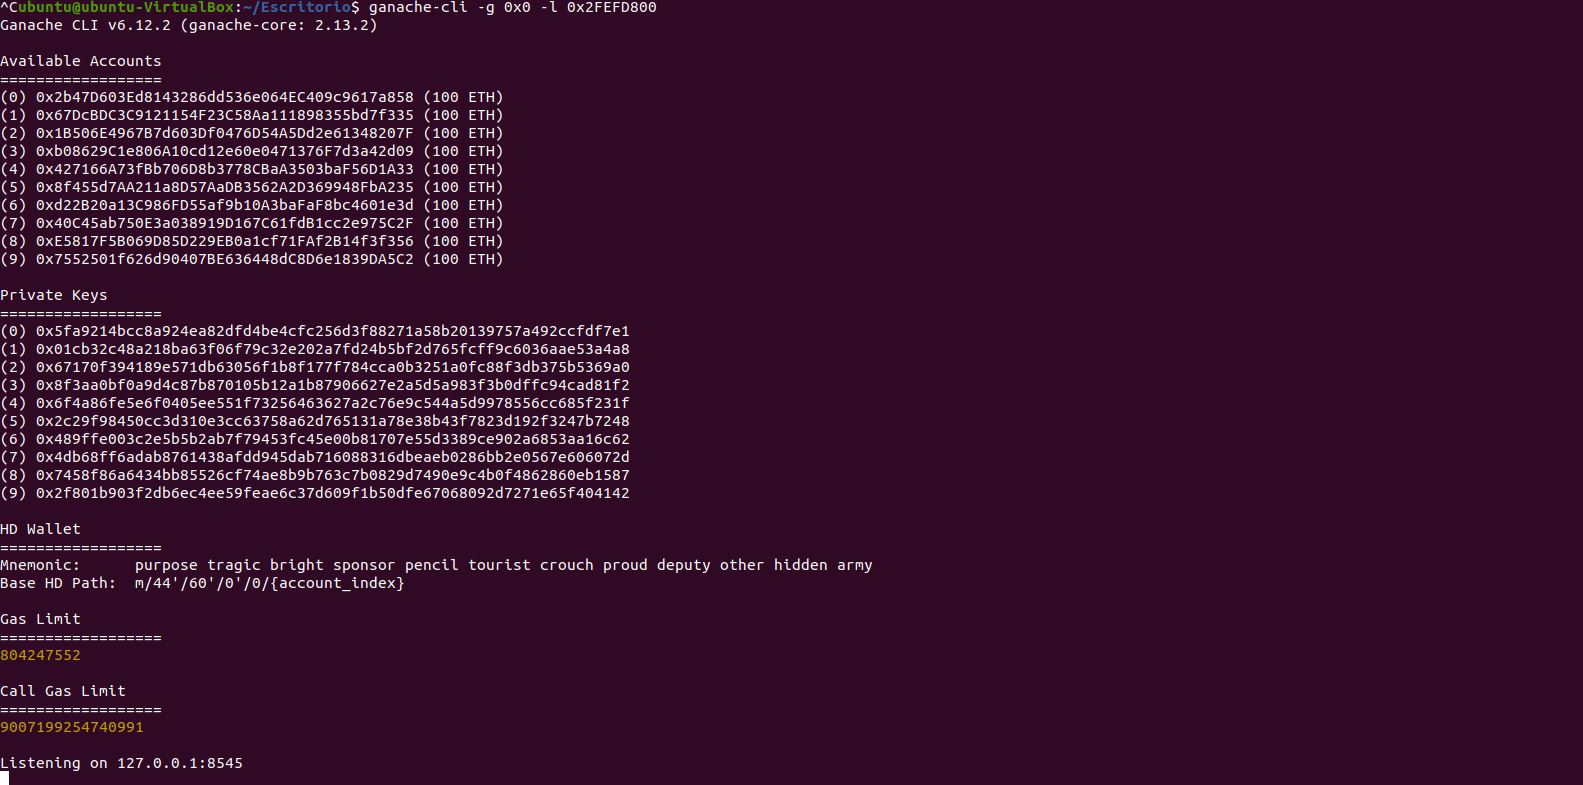 ^Cubuntu@ubuntu-VirtualBox:~/Escritorio$ ganache-cli -g 0x0 -l 0x2FEFD800
Ganache CLI v6.12.2 (ganache-core: 2.13.2)
Available Accounts
==================
(0) 0x2b47D603Ed8143286dd536e064EC409c9617a858 (100 ETH)
(1) 0x67DcBDC3C9121154F23C58Aa111898355bd7f335 (100 ETH)
(2) 0x1B506E4967B7d603Df0476D54A5Dd2e61348207F (100 ETH)
(3) 0xb08629C1e806A10cd12e60e0471376F7d3a42d09 (100 ETH)
(4) 0x427166A73fBb706D8b3778CBaA3503baF56D1A33 (100 ETH)
(5) 0x8f455d7AA211a8D57AaDB3562A2D369948FbA235 (100 ETH)
(6) 0xd22B20a13C986FD55af9b10A3baFaF8bc4601e3d (100 ETH)
(7) 0x40C45ab750E3a038919D167C61fdB1cc2e975C2F (100 ETH)
(8) 0xE5817F5B069D85D229EB0a1cf71FAf2B14f3f356 (100 ETH)
(9) 0x7552501f626d90407BE636448dC8D6e1839DA5C2 (100 ETH)
Private Keys
==================
(0) 0x5fa9214bcc8a924ea82dfd4be4cfc256d3f88271a58b20139757a492ccfdf7e1
(1) 0x01cb32c48a218ba63f06f79c32e202a7fd24b5bf2d765fcff9c6036aae53a4a8
(2) 0x67170f394189e571db63056f1b8f177f784cca0b3251a0fc88f3db375b5369a0
(3) 0x8f3aa0bf0a9d4c87b870105b12a1b87906627e2a5d5a983f3b0dffc94cad81f2
(4) 0x6f4a86fe5e6f0405ee551f73256463627a2c76e9c544a5d9978556cc685f231f
(5) 0x2c29f98450cc3d310e3cc63758a62d765131a78e38b43f7823d192f3247b7248
(6) 0x489ffe003c2e5b5b2ab7f79453fc45e00b81707e55d3389ce902a6853aa16c62
(7) 0x4db68ff6adab8761438afdd945dab716088316dbeaeb0286bb2e0567e606072d
(8) 0x7458f86a6434bb85526cf74ae8b9b763c7b0829d7490e9c4b0f4862860eb1587
(9) 0x2f801b903f2db6ec4ee59feae6c37d609f1b50dfe67068092d7271e65f404142
HD Wallet
==================
Mnemonic:      purpose tragic bright sponsor pencil tourist crouch proud deputy other hidden army
Base HD Path:  m/44'/60'/0'/0/{account_index}
Gas Limit
==================
804247552
Call Gas Limit
==================
9007199254740991
Listening on 127.0.0.1:8545